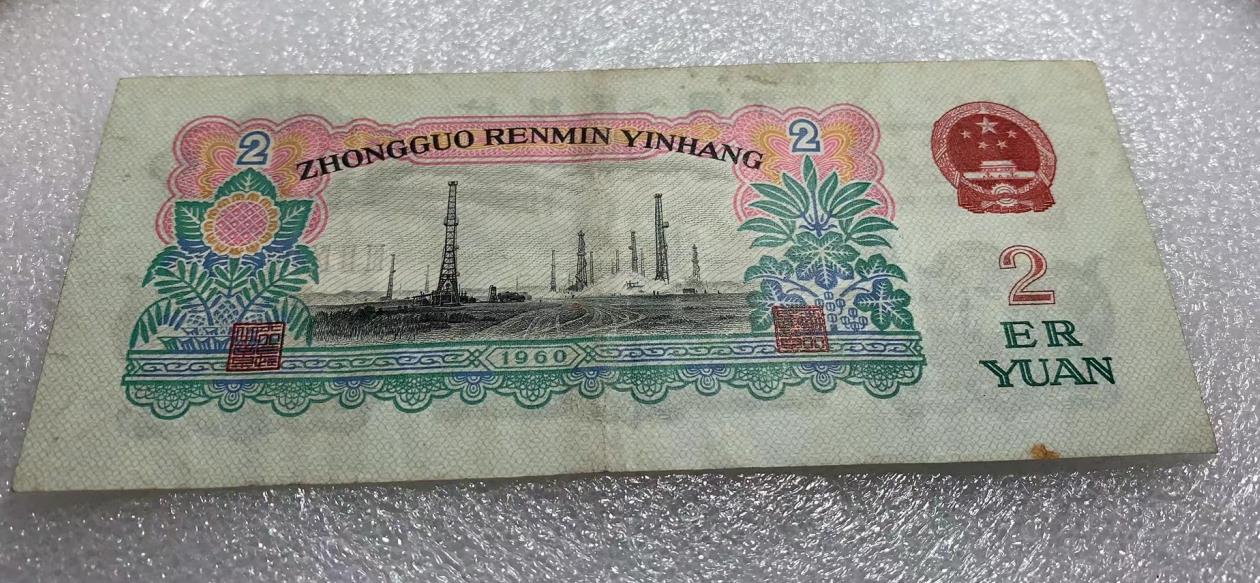 2 ZHONGGUO RENMIN YINHANG 2
1960
2
ER
YUAN